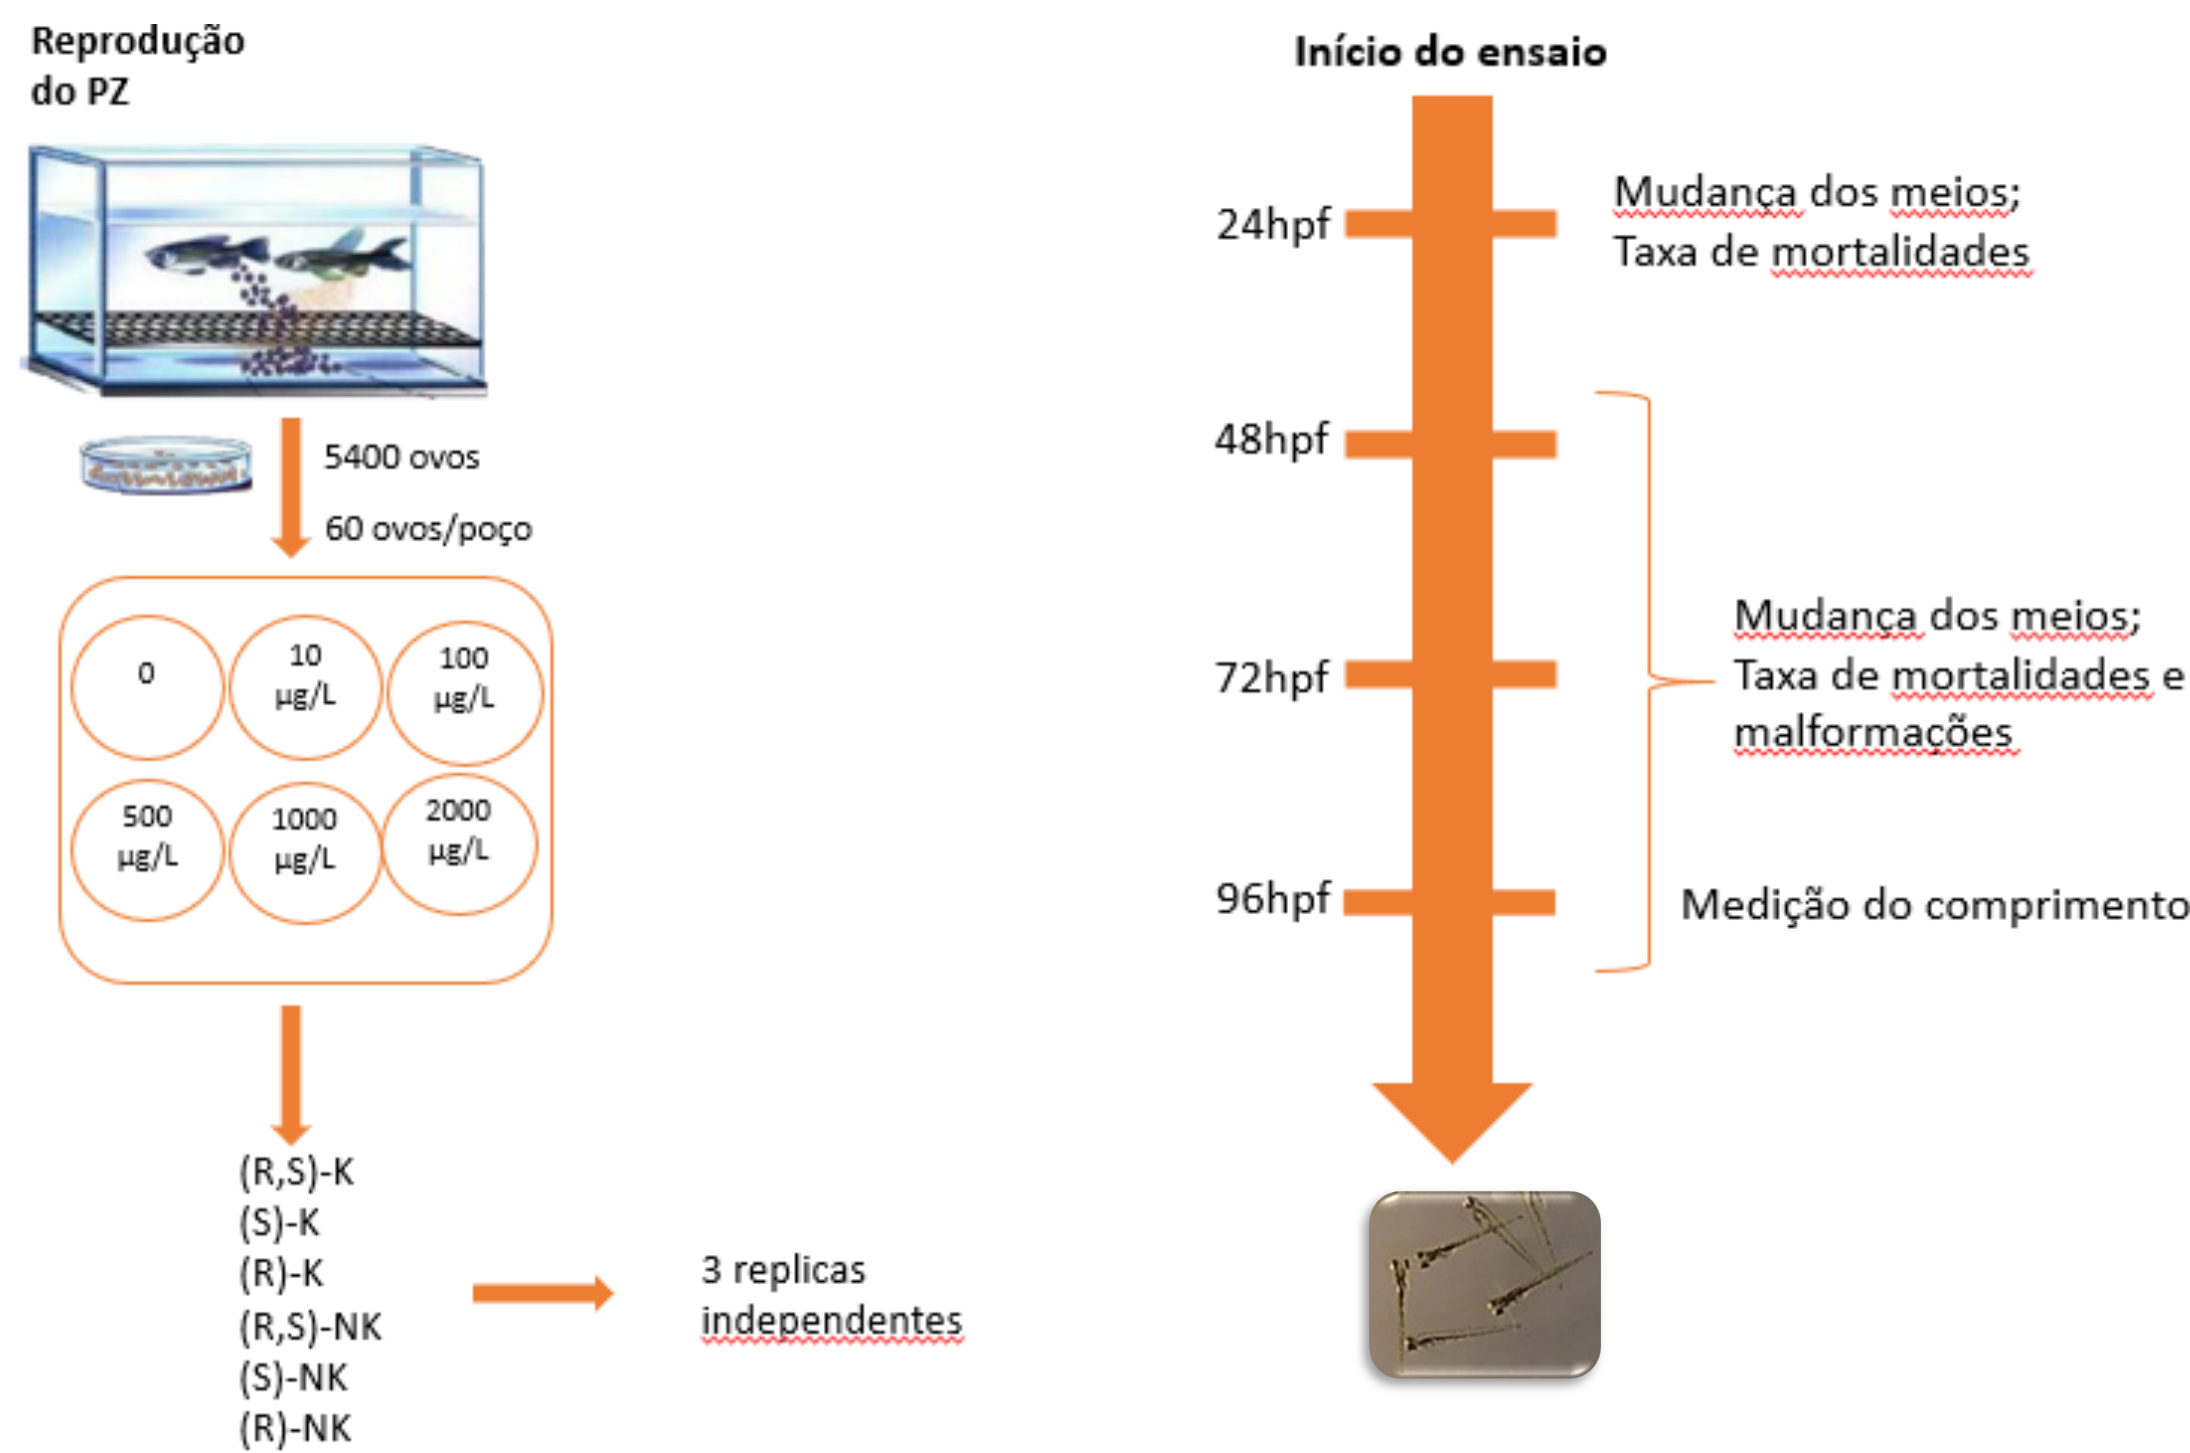 Reprodução
do PZ
5400 ovos
60 ovos/poço
0
10
µg/L
100
µg/L
500
µg/L
1000
µg/L
2000
µg/L
(R,S)-K
(S)-K
(R)-K
(R,S)-NK
(S)-NK
(R)-NK
3 replicas
independentes
Início do ensaio
24hpf
Mudança dos meios;
Taxa de mortalidades
48hpf
72hpf
Mudança dos meios;
Taxa de mortalidades e
malformações
96hpf
Medição do comprimento